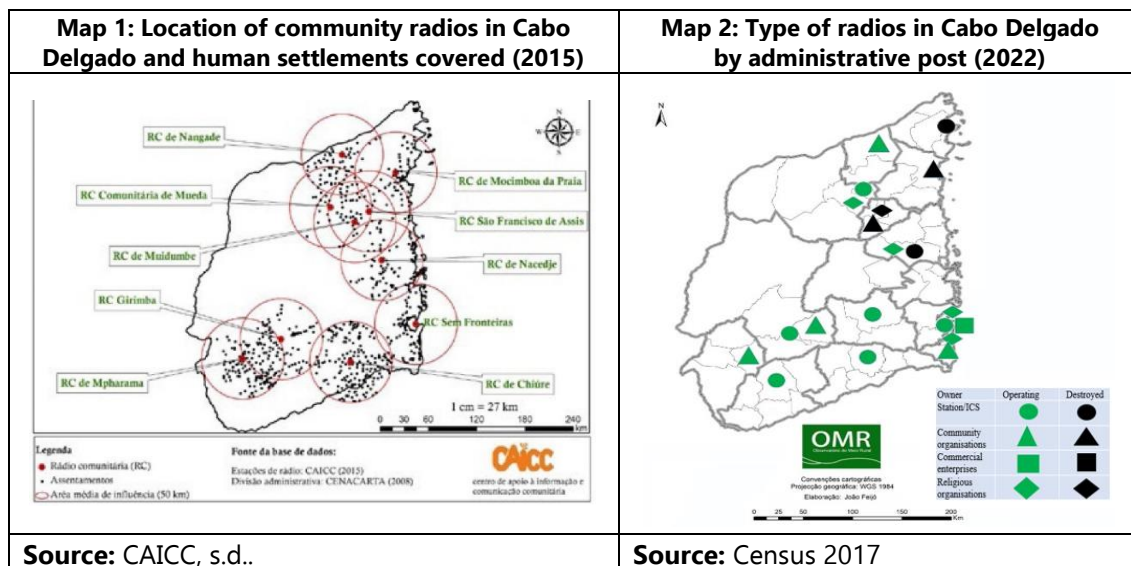 Map 1: Location of community radios in Cabo
Delgado and human settlements covered (2015)
Map 2: Type of radios in Cabo Delgado
by administrative post (2022)
N
W
E
S
RC de Nangade
RC de Mocimboa da Praia
RC Comunitária de Mueda
RC São Francisco de Assis
RC de Muidumbe
RC de Nacedje
RC Girimba
RC Sem Fronteiras
RC de Mpharama
RC de Chiúre
1 cm = 27 km
0 30 60 120 180 240
km
Legenda
Rádio comunitária (RC)
Assentamentos
Aréa média de influência (50 km)
Fonte da base de dados:
Estações de rádio: CAICC (2015)
Divisão administrativa: CENACARTA (2008)
CAICC
centro de apoio à informação e
comunicação comunitária
N
Owner Operating Destroyed
Station/ICS
Community
organisations
Commercial
enterprises
Religious
organisations
OMR
Observatório do Meio Rural
Convenções cartográficas
Projecção geográfica: WGS 1984
Elaboração: João Feijó
0 25 50 100 150 200
Km
Source: CAICC, s.d..
Source: Census 2017